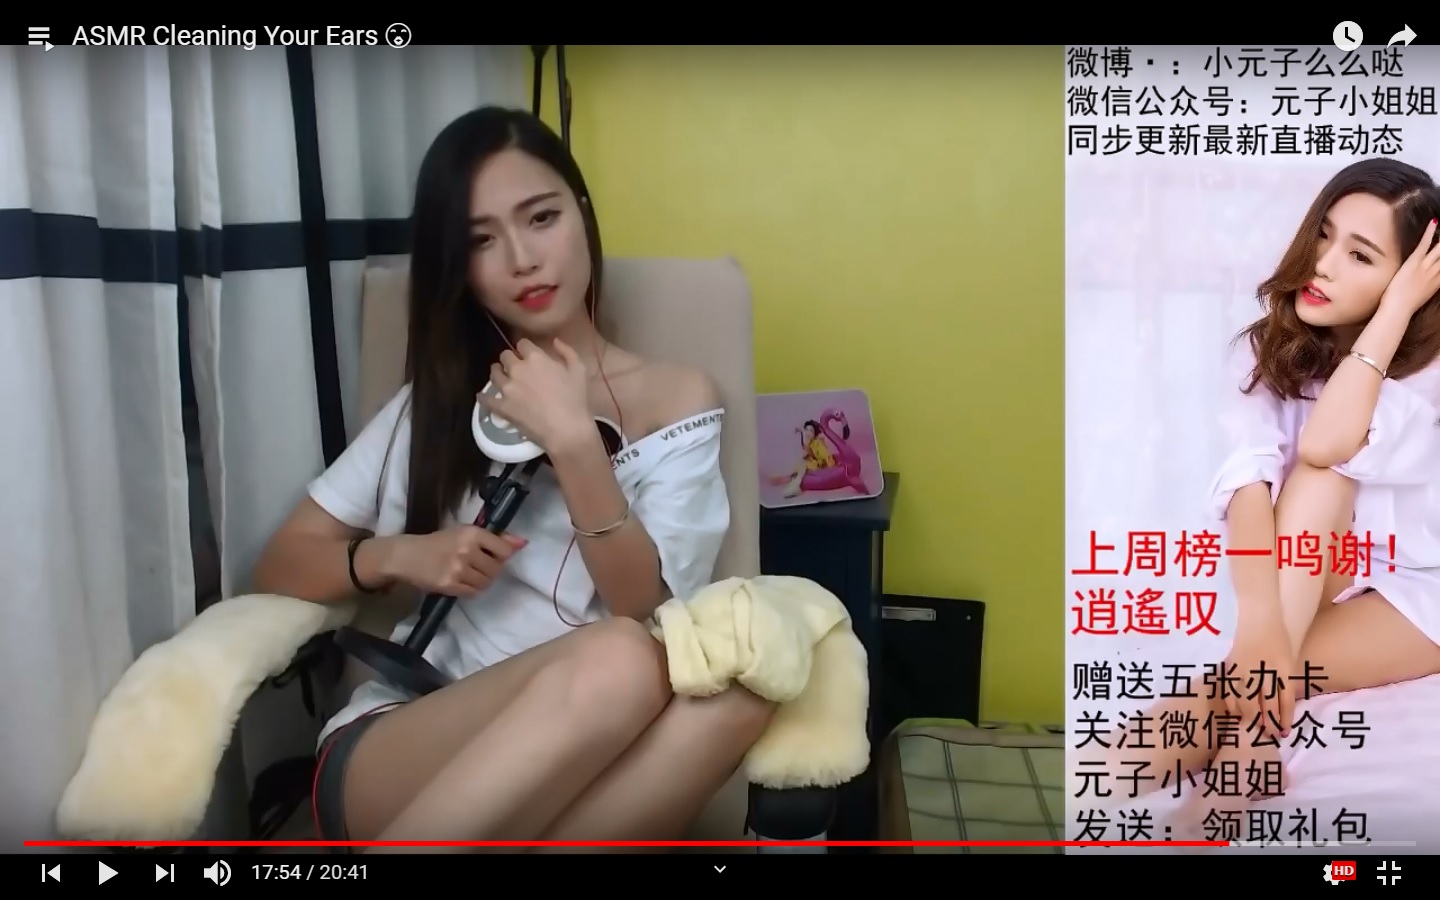 ASMR Cleaning Your Ears
微博·：小元子么么哒
微信公众号：元子小姐姐
同步更新最新直播动态
VETEMENTS
上周榜一鸣谢！
逍遥叹
赠送五张办卡
关注微信公众号
元子小姐姐
发送：领取礼包
17:54 / 20:41
HD